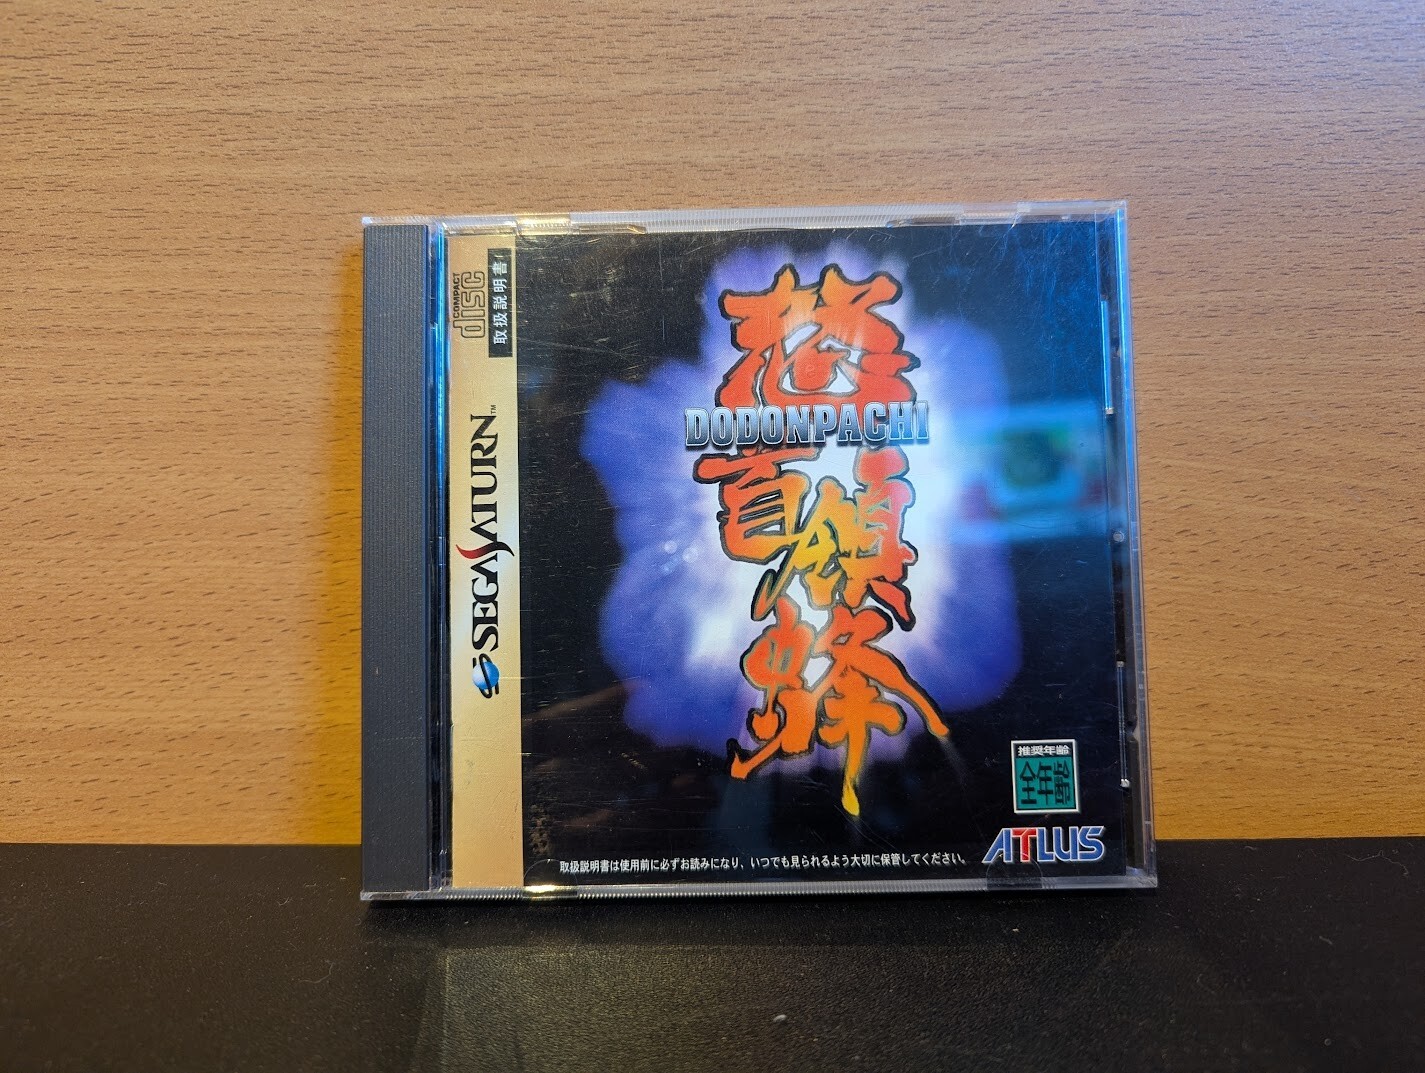 COMPACT
disc
取扱説明書
SEGA SATURN™
怒
DODONPACHI
首領
蜂
推奨年齢
全年齢
ATLUS
取扱説明書は使用前に必ずお読みになり、いつでも見られるよう大切に保管してください。